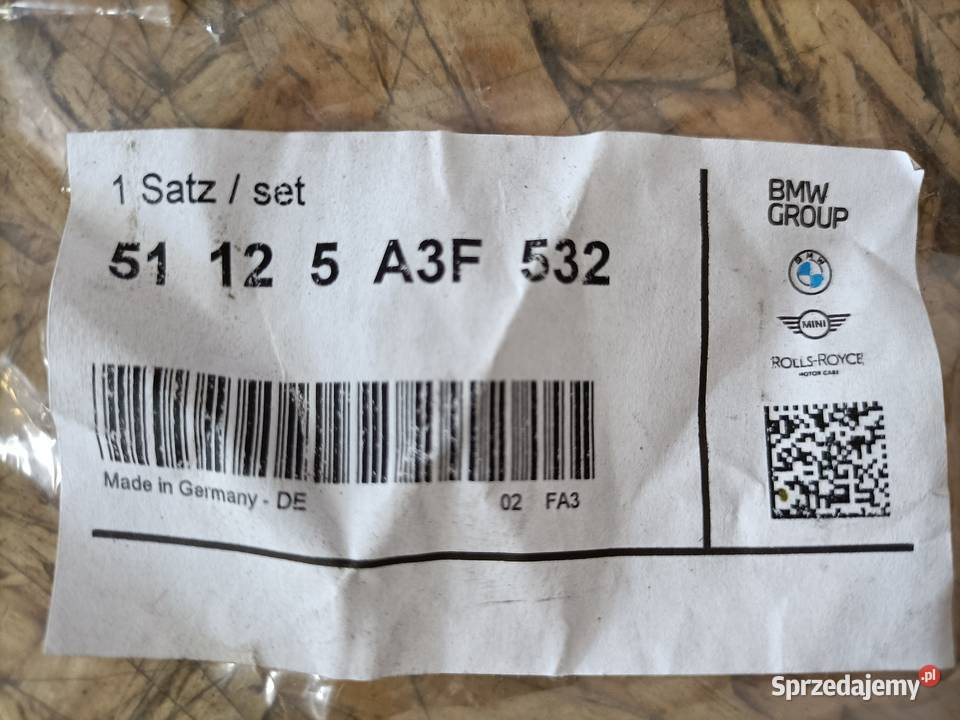 1 Satz / set
51 12 5 A3F 532
Made in Germany - DE
02 FA3
BMW
GROUP
BMW
MINI
ROLLS-ROYCE
MOTOR CARS
Sprzedajemy.pl